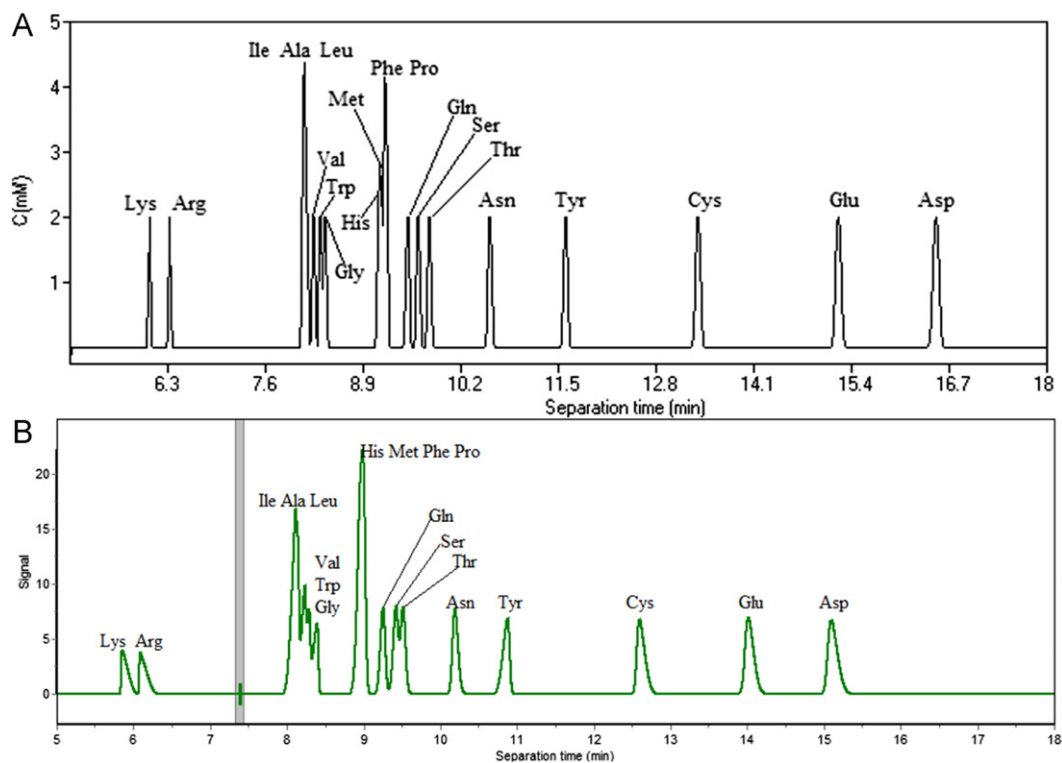 A
5
Ile Ala Leu
Phe Pro
4
Met
Gln
Ser
3
Val
Thr
C(mM)
Trp
Lys Arg
His
Asn Tyr Cys Glu Asp
2
Gly
1
6.3 7.6 8.9 10.2 11.5 12.8 14.1 15.4 16.7 18
Separation time (min)
B
His Met Phe Pro
20
Ile Ala Leu
Gln
15
Ser
Signal
Val
Thr
10
Trp
Gly
Asn Tyr Cys Glu Asp
5
Lys Arg
0
5 6 7 8 9 10 11 12 13 14 15 16 17 18
Separation time (min)